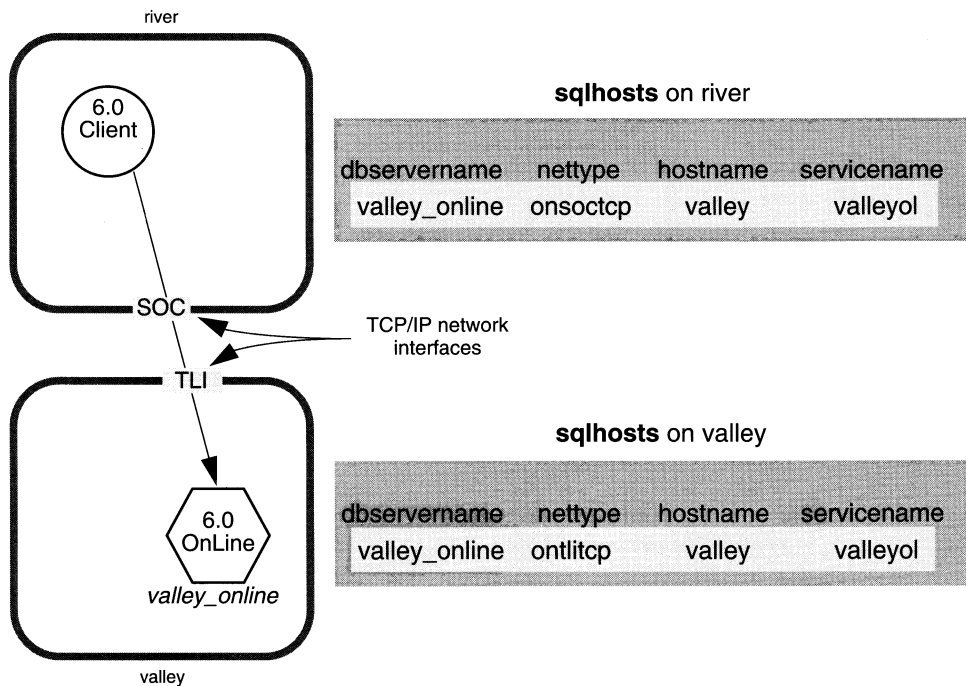 river
6.0
Client
sqlhosts on river
dbservername nettype hostname servicename
valley_online onsoctcp valley valleyol
SOC
TCP/IP network
interfaces
TLI
sqlhosts on valley
dbservername nettype hostname servicename
valley_online ontlitcp valley valleyol
6.0
OnLine
valley_online
valley